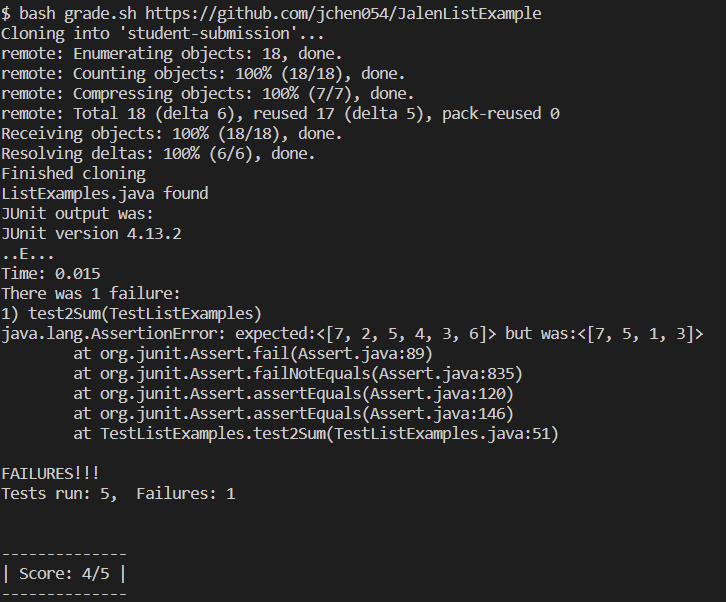 $ bash grade.sh https://github.com/jchen054/JalenListExample
Cloning into 'student-submission'...
remote: Enumerating objects: 18, done.
remote: Counting objects: 100% (18/18), done.
remote: Compressing objects: 100% (7/7), done.
remote: Total 18 (delta 6), reused 17 (delta 5), pack-reused 0
Receiving objects: 100% (18/18), done.
Resolving deltas: 100% (6/6), done.
Finished cloning
ListExamples.java found
JUnit output was:
JUnit version 4.13.2
..E...
Time: 0.015
There was 1 failure:
1) test2Sum(TestListExamples)
java.lang.AssertionError: expected:<[7, 2, 5, 4, 3, 6]> but was:<[7, 5, 1, 3]>
        at org.junit.Assert.fail(Assert.java:89)
        at org.junit.Assert.failNotEquals(Assert.java:835)
        at org.junit.Assert.assertEquals(Assert.java:120)
        at org.junit.Assert.assertEquals(Assert.java:146)
        at TestListExamples.test2Sum(TestListExamples.java:51)
FAILURES!!!
Tests run: 5,  Failures: 1
--------------
| Score: 4/5 |
--------------